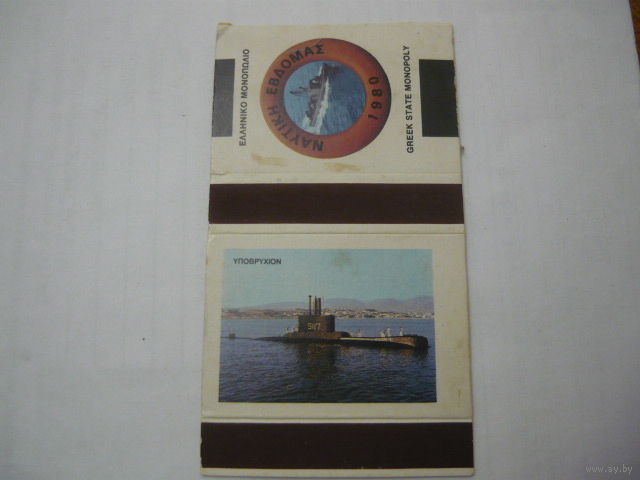 ΕΛΛΗΝΙΚΟ ΜΟΝΟΠΩΛΙΟ
ΝΑΥΤΙΚΗ ΕΒΔΟΜΑΣ
1980
GREEK STATE MONOPOLY
ΥΠΟΒΡΥΧΙΟΝ
S117
www.ay.by